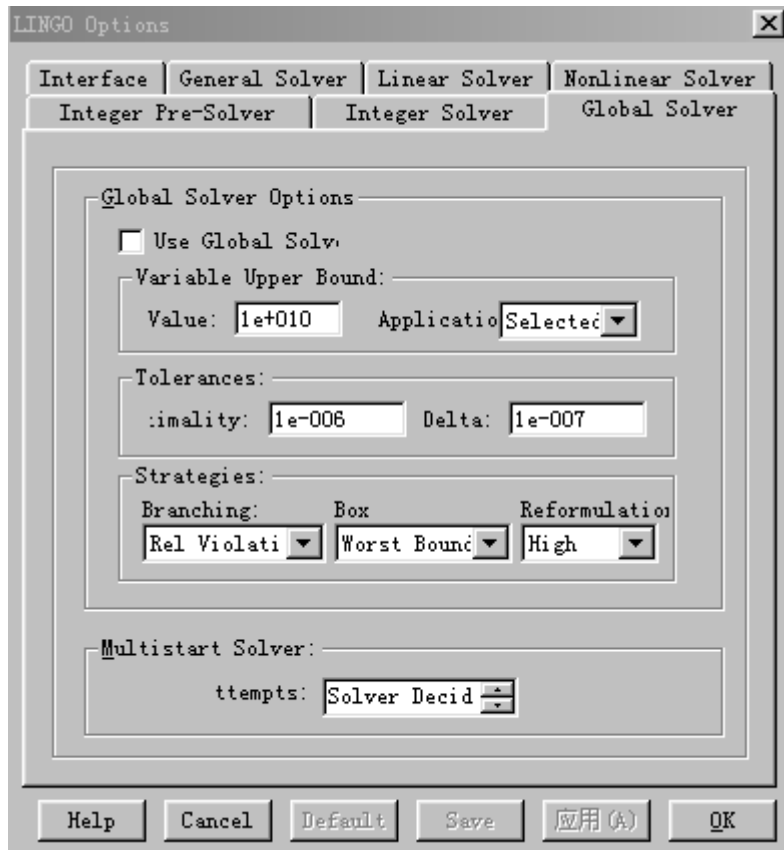 LINGO Options
Interface General Solver Linear Solver Nonlinear Solver
Integer Pre-Solver Integer Solver Global Solver
Global Solver Options
Use Global Solv
Variable Upper Bound:
Value: 1e+010 Applicatio Selected
Tolerances:
:imality: 1e-006 Delta: 1e-007
Strategies:
Branching: Box Reformulation
Rel Violati Worst Bound High
Multistart Solver:
ttempts: Solver Decid
Help Cancel Default Save 应用(A) OK